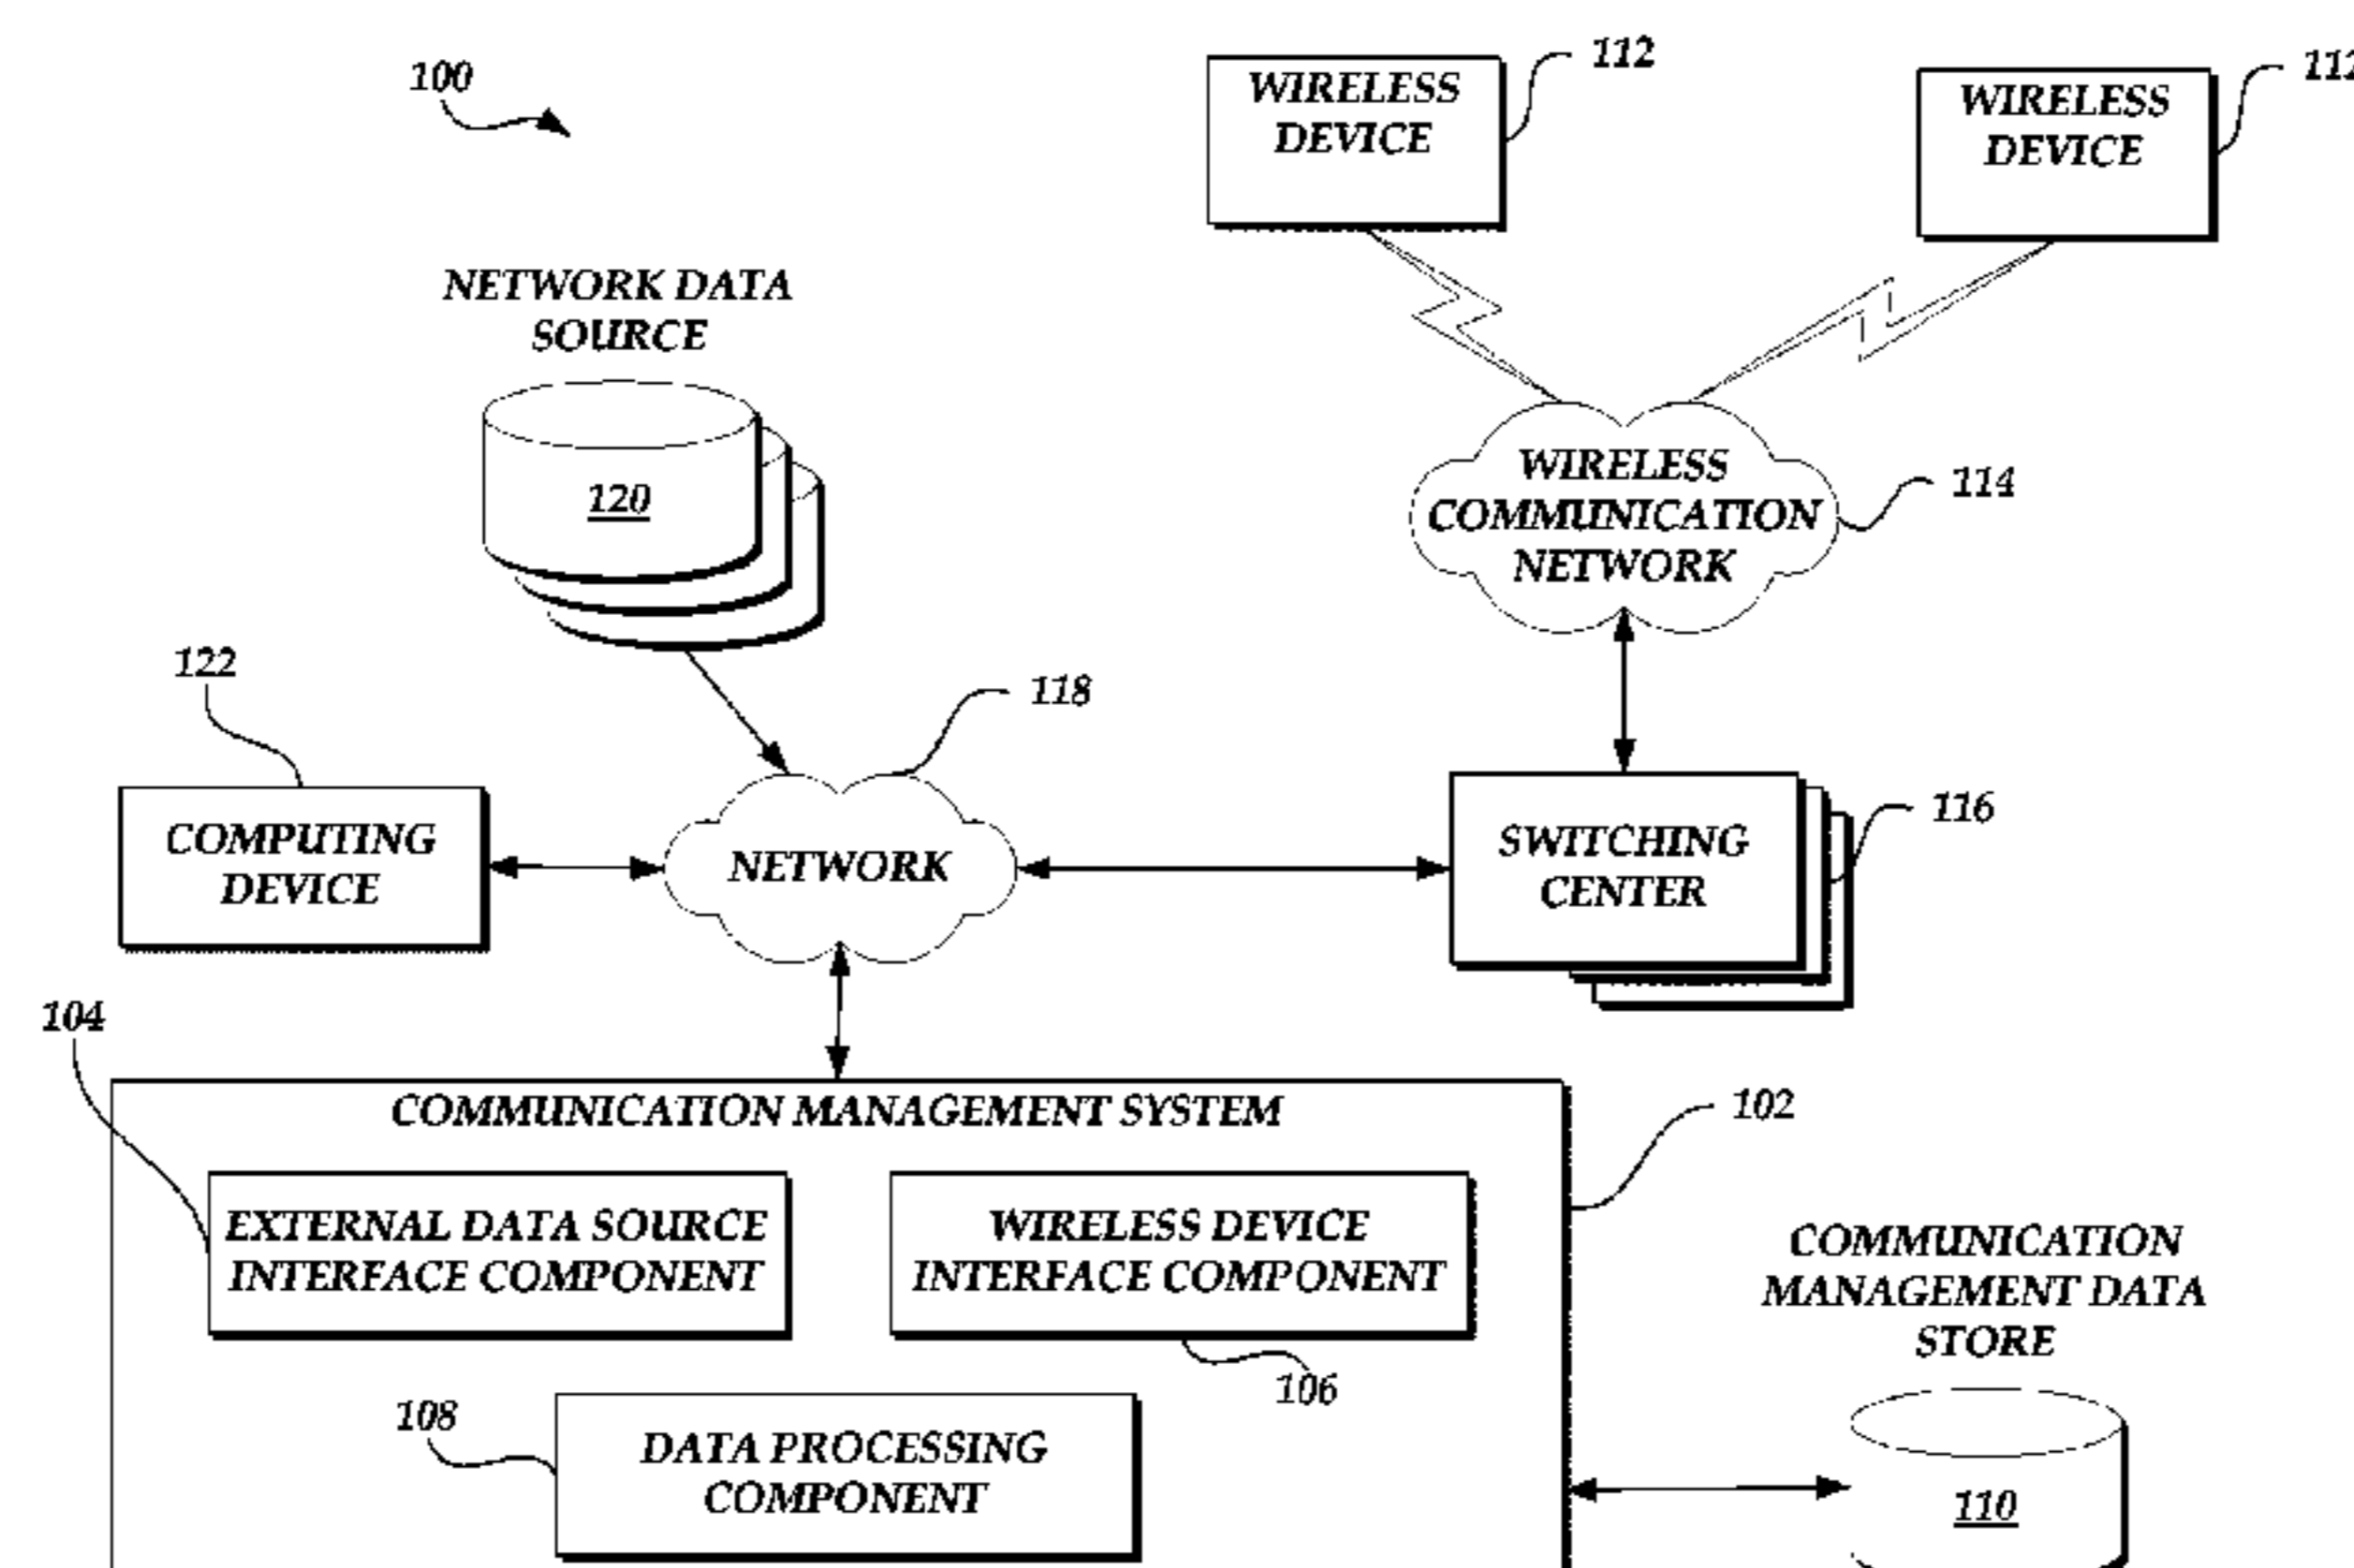 100
WIRELESS
DEVICE
112
WIRELESS
DEVICE
NETWORK DATA
SOURCE
120
WIRELESS
COMMUNICATION
NETWORK
114
122
118
COMPUTING
DEVICE
NETWORK
SWITCHING
CENTER
116
104
COMMUNICATION MANAGEMENT SYSTEM
102
EXTERNAL DATA SOURCE
INTERFACE COMPONENT
WIRELESS DEVICE
INTERFACE COMPONENT
106
COMMUNICATION
MANAGEMENT DATA
STORE
108
DATA PROCESSING
COMPONENT
110